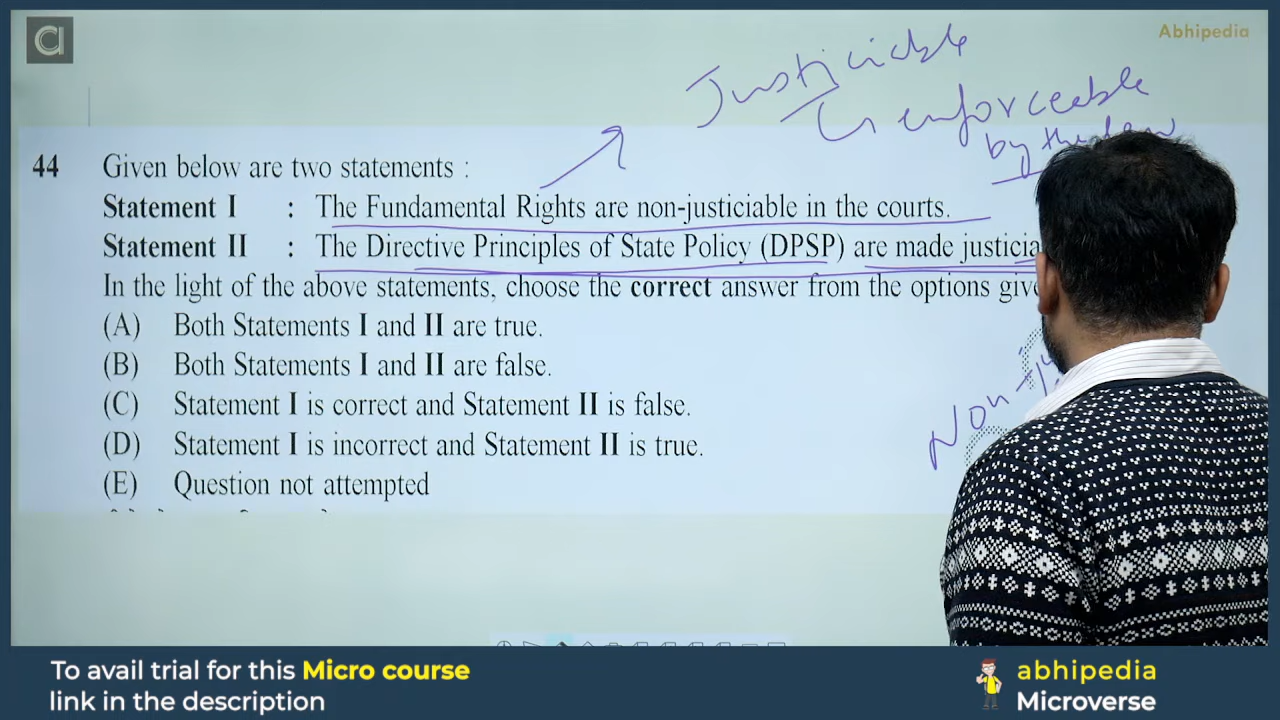 Abhipedia
Justiciable
enforceable
by the law
44 Given below are two statements :
Statement I : The Fundamental Rights are non-justiciable in the courts.
Statement II : The Directive Principles of State Policy (DPSP) are made
In the light of the above statements, choose the correct answer from the options
(A) Both Statements I and II are true.
(B) Both Statements I and II are false.
(C) Statement I is correct and Statement II is false.
(D) Statement I is incorrect and Statement II is true.
(E) Question not attempted
Non
To avail trial for this Micro course
link in the description
abhipedia
Microverse